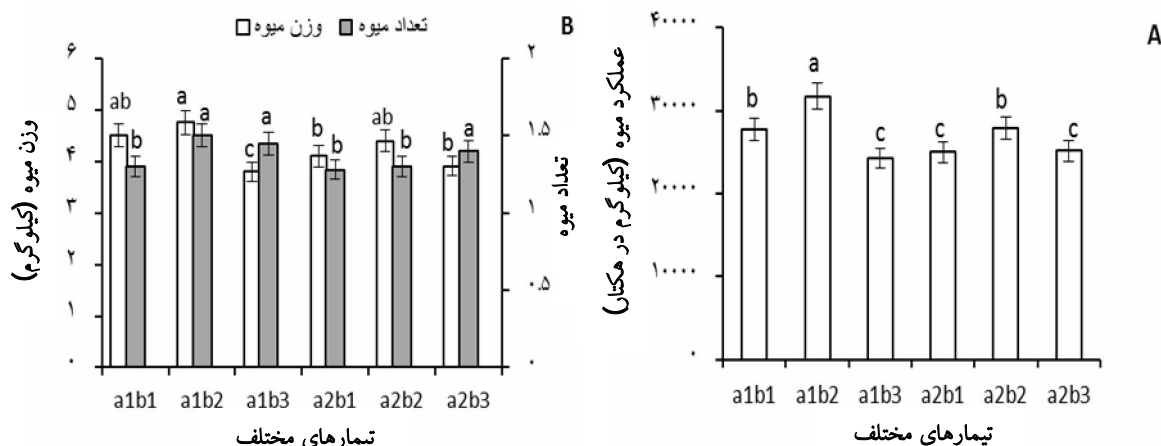 A
عملکرد میوه (کیلوگرم در هکتار)
۴۰۰۰۰
۳۰۰۰۰
۲۰۰۰۰
۱۰۰۰۰
۰
b a c c b c
a1b1 a1b2 a1b3 a2b1 a2b2 a2b3
تیمارهای مختلف
B
وزن میوه تعداد میوه
وزن میوه (کیلوگرم)
۶
۵
۴
۳
۲
۱
۰
ab b a a c a b b ab b b a
۲
۱.۵
۱
۰.۵
۰
تعداد میوه
a1b1 a1b2 a1b3 a2b1 a2b2 a2b3
تیمارهای مختلف